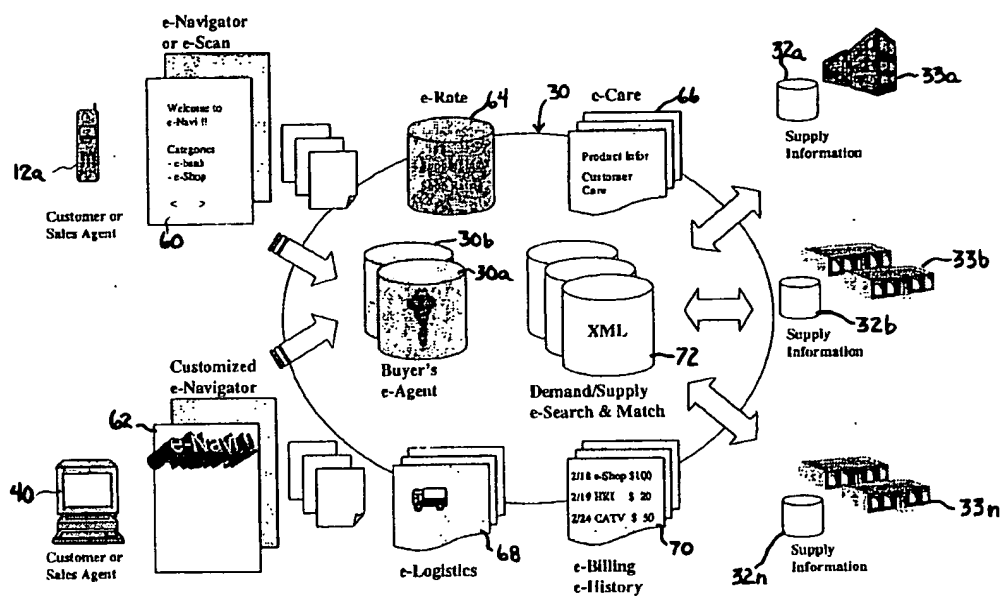 e-Navigator
or e-Scan
Welcome to
e-Navi !!
Categories
- e-bank
- e-Shop
< >
60
12a
Customer or
Sales Agent
e-Rate
64
30
e-Care
66
Product Infor
Customer
Care
32a
33a
Supply
Information
30b
30a
Buyer's
e-Agent
XML
72
Demand/Supply
e-Search & Match
33b
32b
Supply
Information
Customized
e-Navigator
62
e-Navi !!
40
Customer or
Sales Agent
68
e-Logistics
2/18 e-Shop $100
2/19 HKI $ 20
2/24 CATV $ 50
70
e-Billing
e-History
33n
32n
Supply
Information